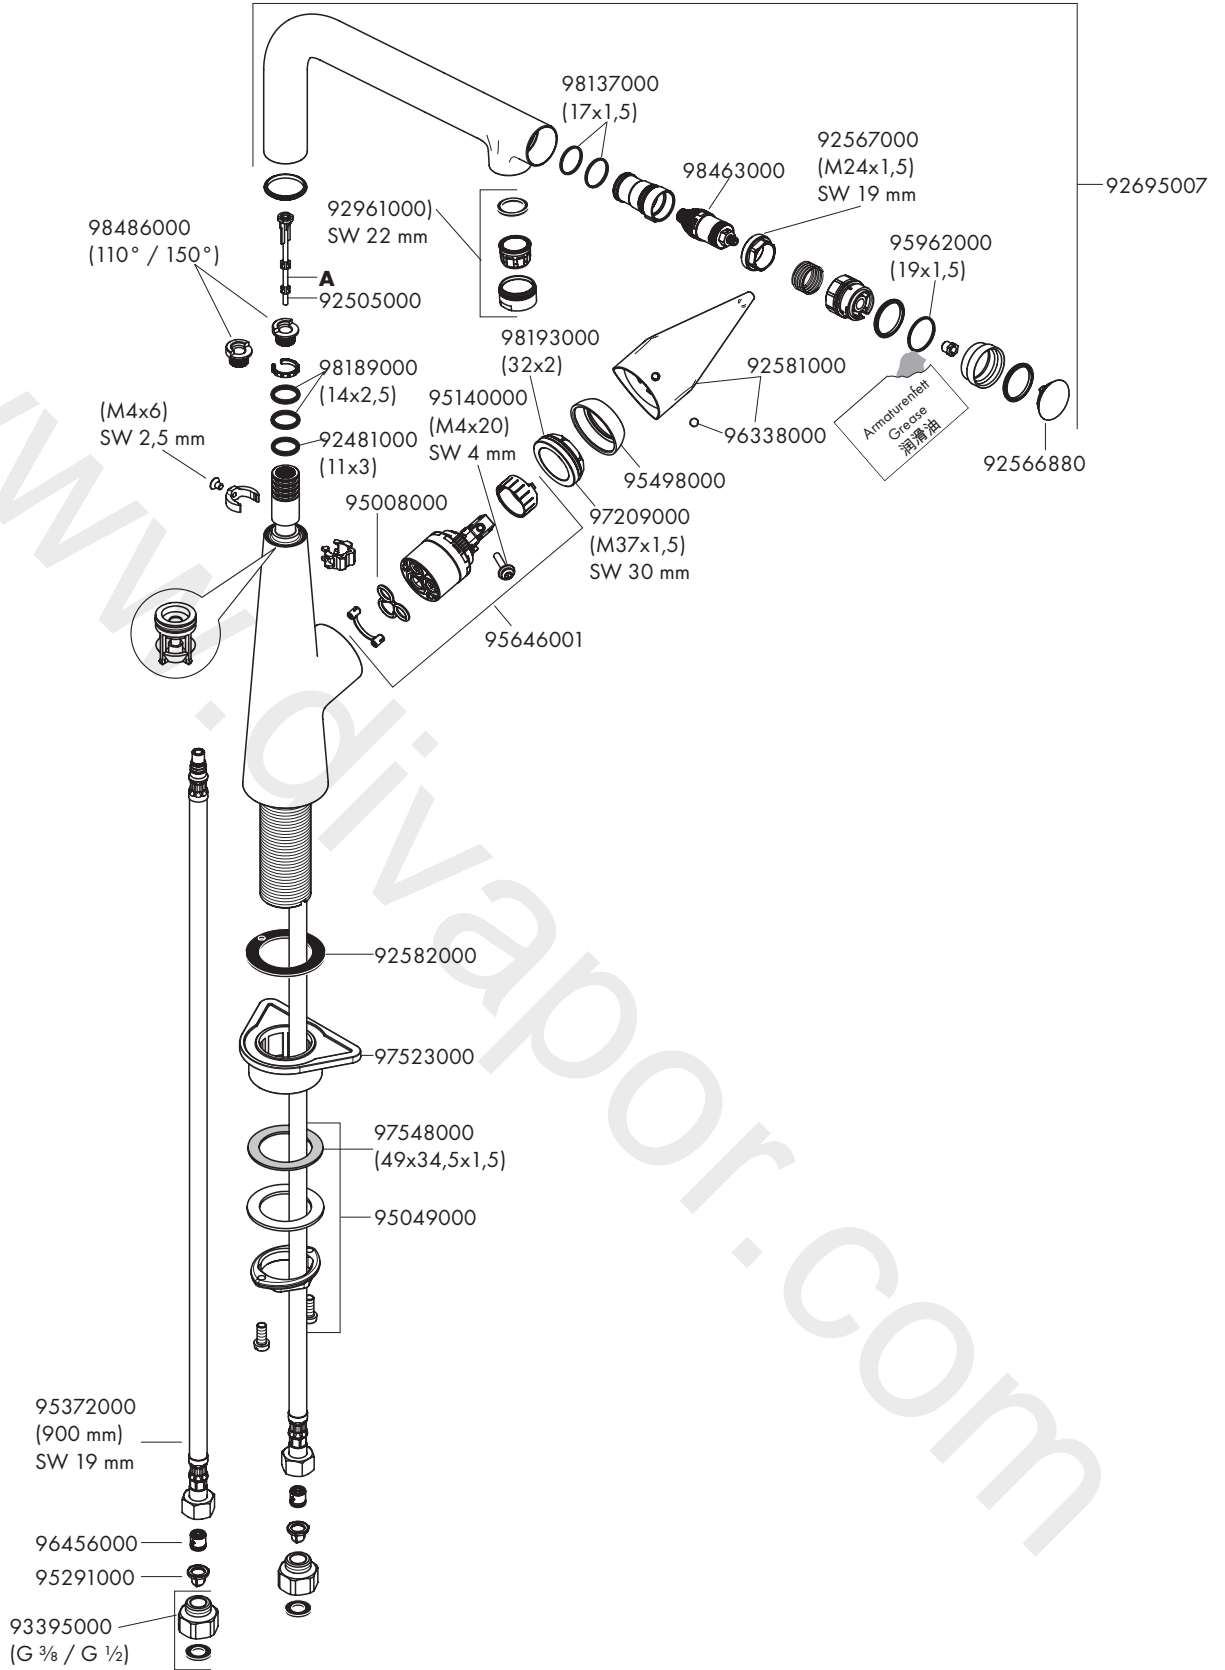 98137000
(17x1,5)
92567000
(M24x1,5)
SW 19 mm
98463000
92695007
92961000)
SW 22 mm
98486000
(110° / 150°)
A
92505000
95962000
(19x1,5)
98193000
(32x2)
92581000
98189000
(14x2,5)
95140000
(M4x20)
SW 4 mm
(M4x6)
SW 2,5 mm
96338000
Armaturenfett
Grease
润滑油
92481000
(11x3)
92566880
95498000
95008000
97209000
(M37x1,5)
SW 30 mm
95646001
92582000
97523000
97548000
(49x34,5x1,5)
95049000
95372000
(900 mm)
SW 19 mm
96456000
95291000
93395000
(G ⅜ / G ½)
www.divapor.com